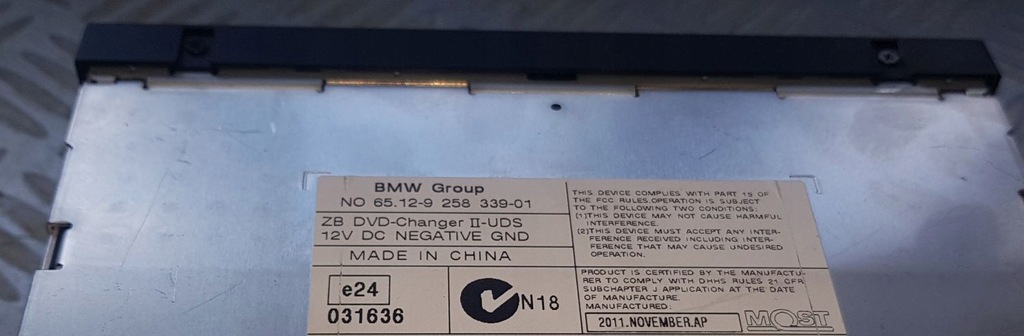 BMW Group
NO 65.12-9 258 339-01
ZB DVD-Changer II-UDS
12V DC NEGATIVE GND
MADE IN CHINA
e24
031636
N18
THIS DEVICE COMPLIES WITH PART 15 OF
THE FCC RULES.OPERATION IS SUBJECT
TO THE FOLLOWING TWO CONDITIONS:
(1)THIS DEVICE MAY NOT CAUSE HARMFUL
INTERFERENCE.
(2)THIS DEVICE MUST ACCEPT ANY INTER-
FERENCE RECEIVED INCLUDING INTER-
FERENCE THAT MAY CAUSE UNDESIRED
OPERATION.
PRODUCT IS CERTIFIED BY THE MANUFACTU-
RER TO COMPLY WITH DHHS RULES 21 CFR
SUBCHAPTER J APPLICATION AT THE DATE
OF MANUFACTURE.
MANUFACTURED:
2011.NOVEMBER.AP
MOST